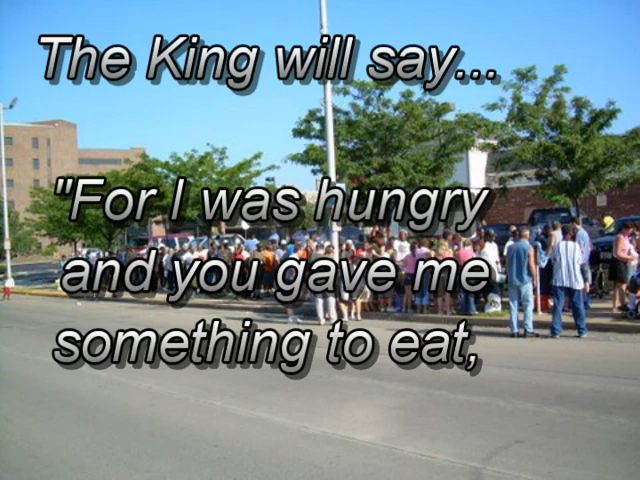 The King will say...
"For I was hungry
and you gave me
something to eat,